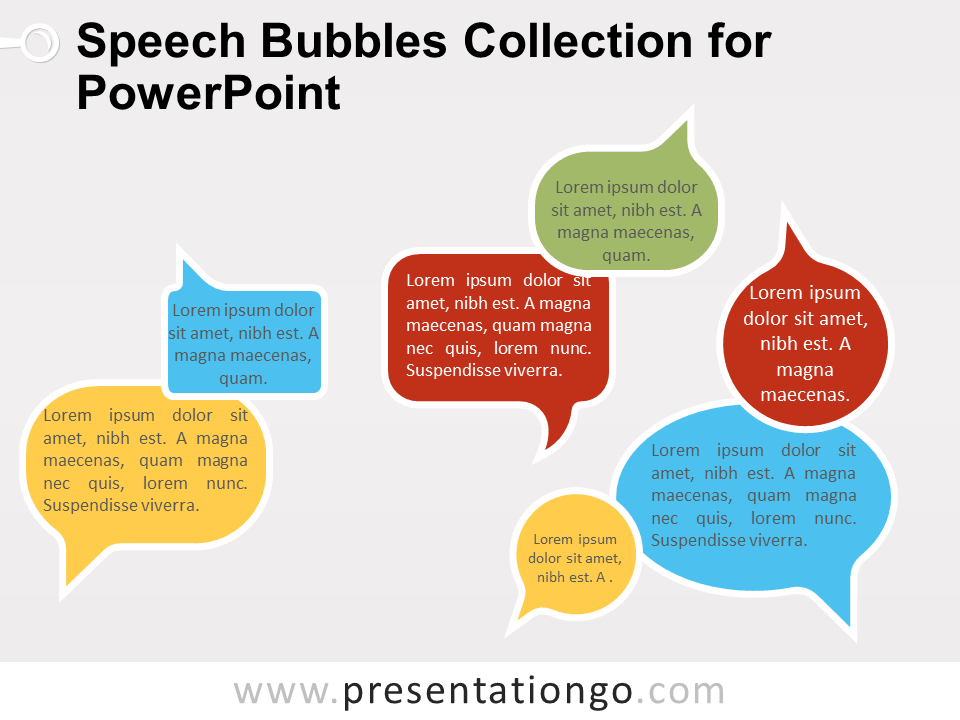 Speech Bubbles Collection for
PowerPoint
Lorem ipsum dolor
sit amet, nibh est. A
magna maecenas,
quam.
Lorem ipsum dolor sit
amet, nibh est. A magna
maecenas, quam magna
nec quis, lorem nunc.
Suspendisse viverra.
Lorem ipsum
dolor sit amet,
nibh est. A
magna
maecenas.
Lorem ipsum dolor
sit amet, nibh est. A
magna maecenas,
quam.
Lorem ipsum dolor sit
amet, nibh est. A magna
maecenas, quam magna
nec quis, lorem nunc.
Suspendisse viverra.
Lorem ipsum dolor sit
amet, nibh est. A magna
maecenas, quam magna
nec quis, lorem nunc.
Suspendisse viverra.
Lorem ipsum
dolor sit amet,
nibh est. A .
www.presentationgo.com